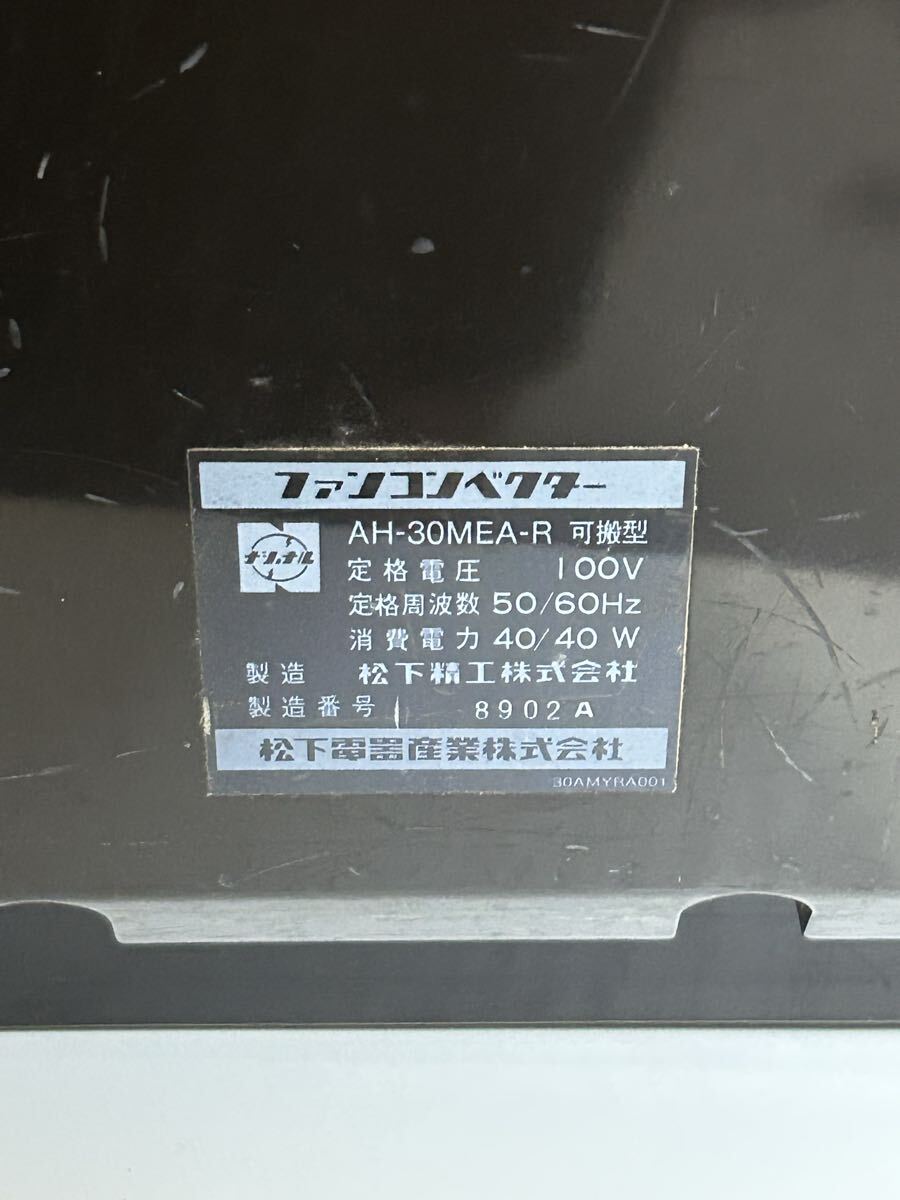 ファンコンベクター
ナショナル
AH-30MEA-R 可搬型
定格電圧 100V
定格周波数 50/60Hz
消費電力 40/40 W
製造 松下精工株式会社
製造番号 8902 A
松下電器産業株式会社
30AMYRA001